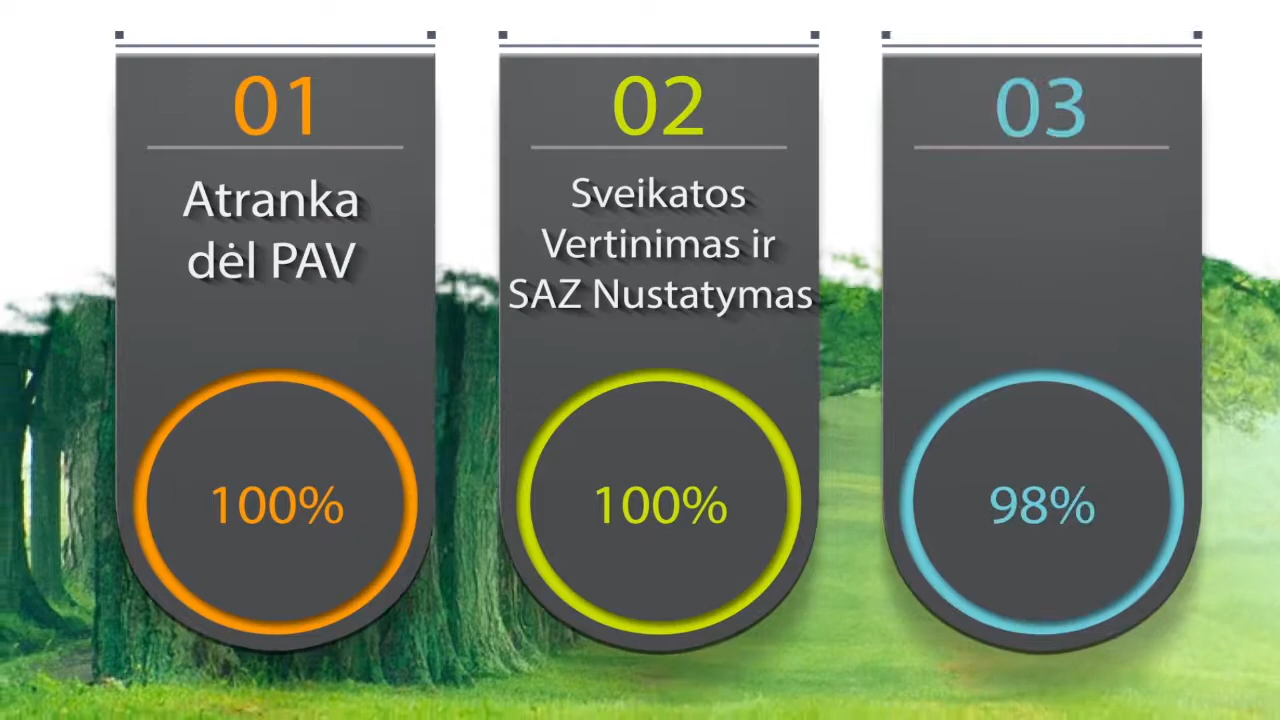 01
Atranka
dėl PAV
100%
02
Sveikatos
Vertinimas ir
SAZ Nustatymas
100%
03
98%